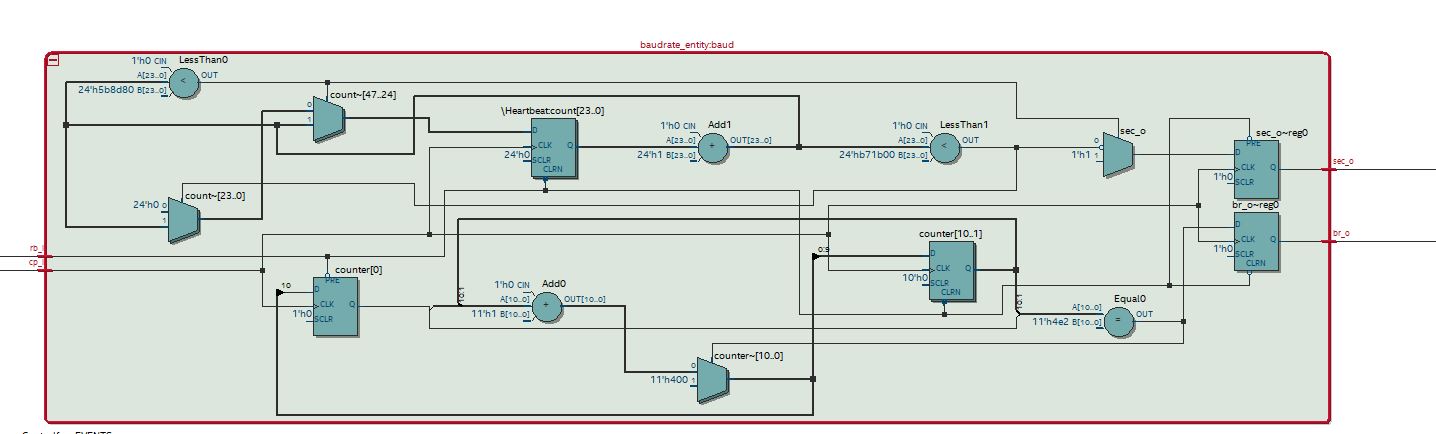 baudrate_entity:baud
LessThan0
1'h0 CIN
A[23..0]
OUT
24'h5b8d80 B[23..0]
count~[47..24]
0
1
\Heartbeat:count[23..0]
D
CLK
Q
24'h0
SCLR
CLRN
Add1
1'h0 CIN
A[23..0]
OUT[23..0]
24'h1 B[23..0]
LessThan1
1'h0 CIN
A[23..0]
OUT
24'hb71b00 B[23..0]
sec_o
0
1'h1 1
sec_o~reg0
PRE
D
CLK
Q
1'h0
SCLR
sec_o
count~[23..0]
24'h0 0
1
br_o~reg0
D
CLK
Q
1'h0
SCLR
CLRN
br_o
rb_i
cp_i
counter[0]
PRE
10
D
CLK
Q
1'h0
SCLR
10:1
Add0
1'h0 CIN
A[10..0]
OUT[10..0]
11'h1 B[10..0]
counter[10..1]
0:9
D
CLK
Q
10'h0
SCLR
CLRN
10:1
Equal0
A[10..0]
OUT
11'h4e2 B[10..0]
counter~[10..0]
0
11'h400 1